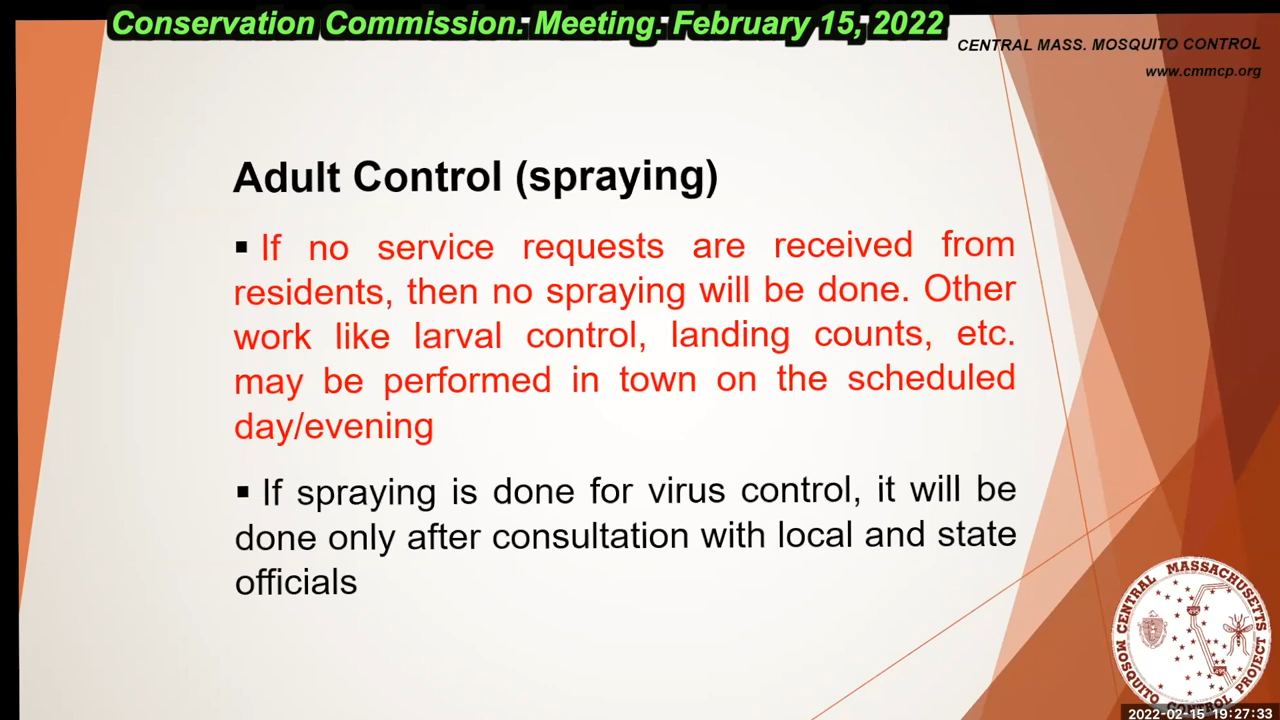 Conservation Commission. Meeting. February 15, 2022
CENTRAL MASS. MOSQUITO CONTROL
www.cmmcp.org
Adult Control (spraying)
▪ If no service requests are received from
residents, then no spraying will be done. Other
work like larval control, landing counts, etc.
may be performed in town on the scheduled
day/evening
▪ If spraying is done for virus control, it will be
done only after consultation with local and state
officials
CENTRAL MASSACHUSETTS
MOSQUITO CONTROL PROJECT
495
495
2022-02-15 19:27:33